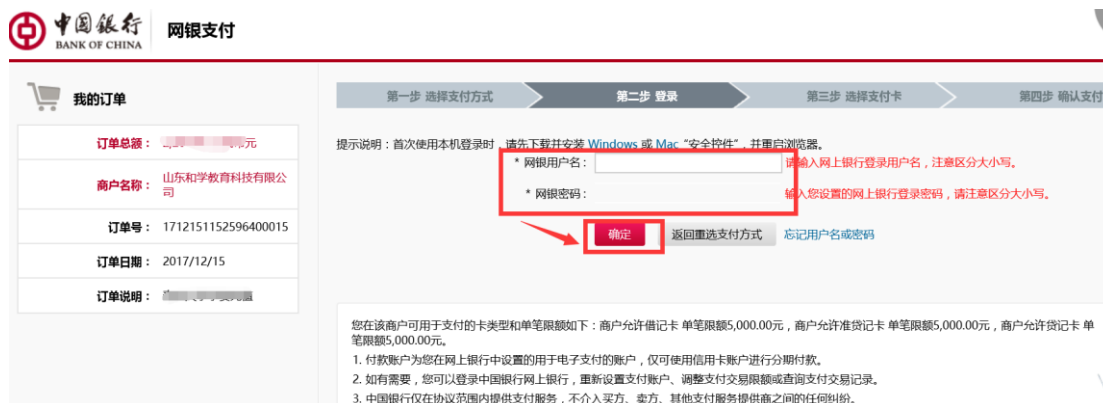 中国银行
BANK OF CHINA
网银支付
我的订单
订单总额： 元
商户名称： 山东和学教育科技有限公
司
订单号： 1712151152596400015
订单日期： 2017/12/15
订单说明：
第一步 选择支付方式
第二步 登录
第三步 选择支付卡
第四步 确认支付
提示说明：首次使用本机登录时，请先下载并安装 Windows 或 Mac “安全控件”，并重启浏览器。
* 网银用户名： 请输入网上银行登录用户名，注意区分大小写。
* 网银密码： 输入您设置的网上银行登录密码，请注意区分大小写。
确定 返回重选支付方式 忘记用户名或密码
您在该商户可用于支付的卡类型和单笔限额如下：商户允许借记卡 单笔限额5,000.00元，商户允许准贷记卡 单笔限额5,000.00元，商户允许贷记卡 单
笔限额5,000.00元。
1. 付款账户为您在网上银行中设置的用于电子支付的账户，仅可使用信用卡账户进行分期付款。
2. 如有需要，您可以登录中国银行网上银行，重新设置支付账户、调整支付交易限额或查询支付交易记录。
3. 中国银行仅在协议范围内提供支付服务，不介入买方、卖方、其他支付服务提供商之间的任何纠纷。